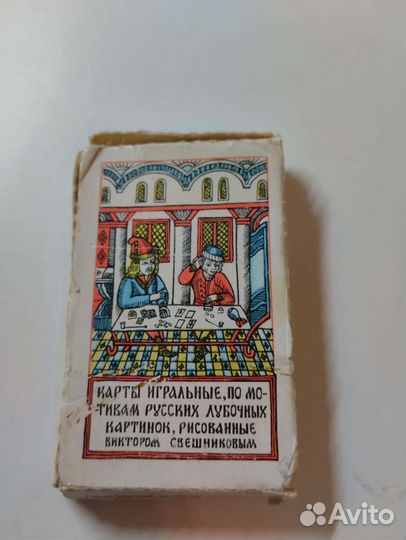 КАРТЫ ИГРАЛЬНЫЕ, ПО МО-
ТИВАМ РУССКИХ ЛУБОЧНЫХ
КАРТИНОК, РИСОВАННЫЕ
ВИКТОРОМ СВЕШНИКОВЫМ
Avito